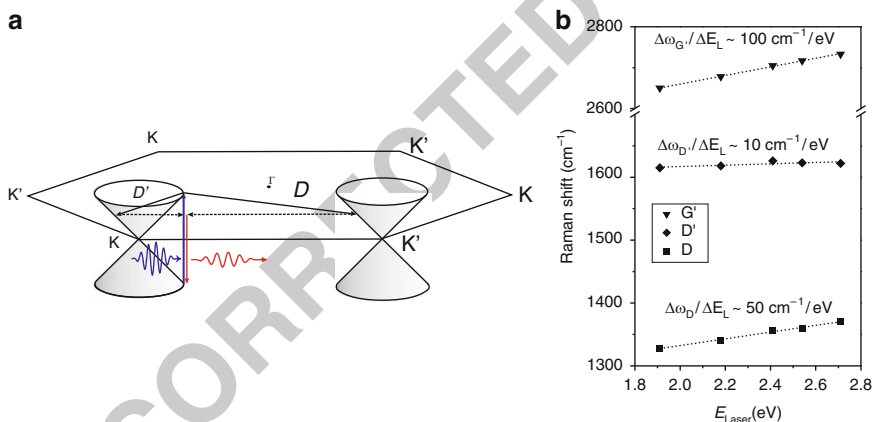 a
K
K'
K'
D'
Γ
D
K
K
K'
CORRECTED
b
2800
2600
1600
1500
1400
1300
1.8 2.0 2.2 2.4 2.6 2.8
Raman shift (cm⁻¹)
E_Laser(eV)
Δω_G'/ΔE_L ~ 100 cm⁻¹/eV
Δω_D'/ΔE_L ~ 10 cm⁻¹/eV
G'
D'
D
Δω_D/ΔE_L ~ 50 cm⁻¹/eV